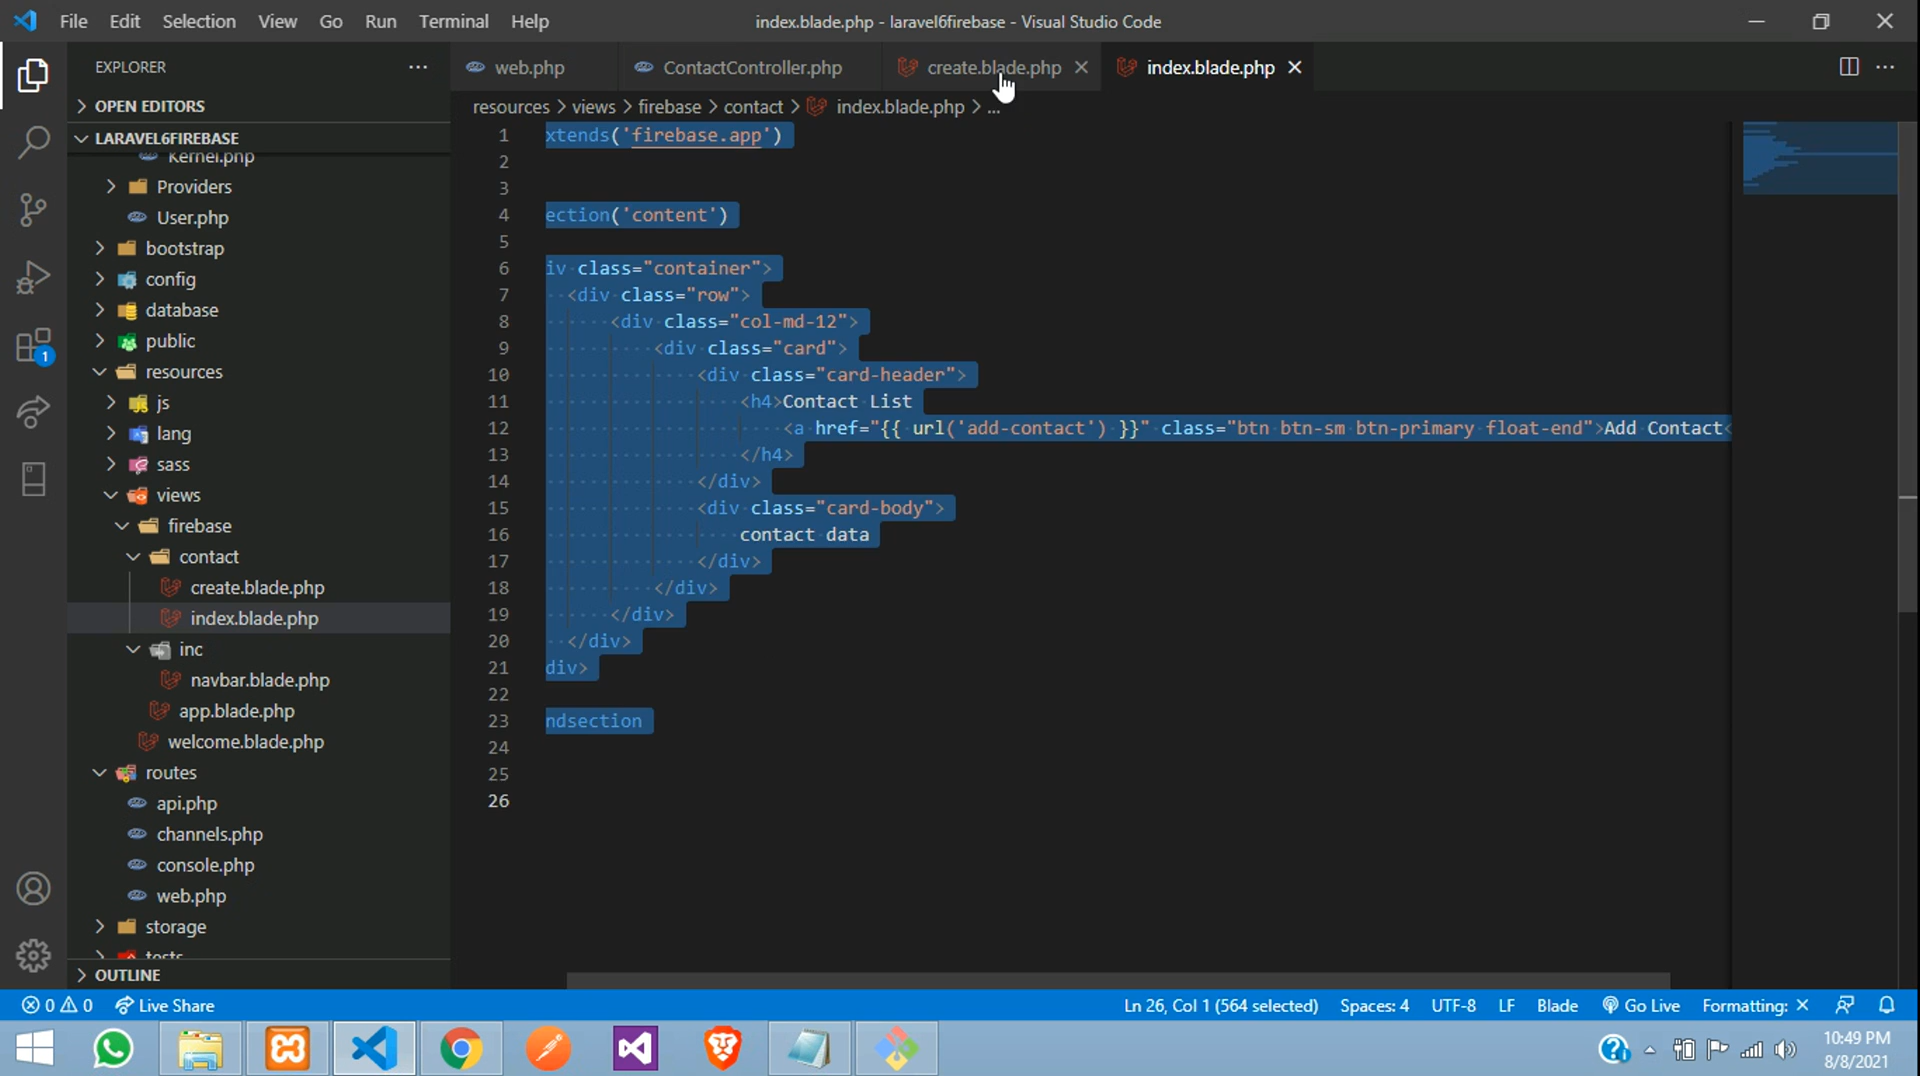 File Edit Selection View Go Run Terminal Help
index.blade.php - laravel6firebase - Visual Studio Code
EXPLORER
OPEN EDITORS
LARAVEL6FIREBASE
Kernel.php
Providers
User.php
bootstrap
config
database
public
resources
js
lang
sass
views
firebase
contact
create.blade.php
index.blade.php
inc
navbar.blade.php
app.blade.php
welcome.blade.php
routes
api.php
channels.php
console.php
web.php
storage
tests
OUTLINE
web.php ContactController.php create.blade.php index.blade.php
resources > views > firebase > contact > index.blade.php > ...
1 xtends('firebase.app')
2
3
4 ection('content')
5
6 iv class="container">
7 <div class="row">
8 <div class="col-md-12">
9 <div class="card">
10 <div class="card-header">
11 <h4>Contact List
12 <a href="{{ url('add-contact') }}" class="btn btn-sm btn-primary float-end">Add Contact<
13 </h4>
14 </div>
15 <div class="card-body">
16 contact data
17 </div>
18 </div>
19 </div>
20 </div>
21 div>
22
23 ndsection
24
25
26
1
0 0 Live Share
Ln 26, Col 1 (564 selected) Spaces: 4 UTF-8 LF Blade Go Live Formatting: ×
10:49 PM
8/8/2021